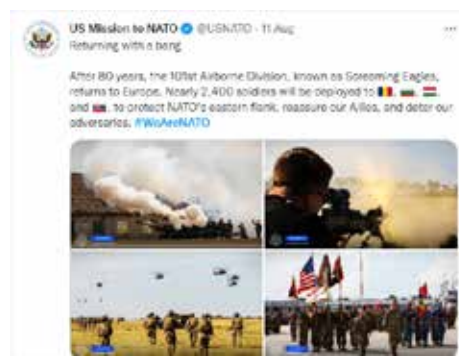 US Mission to NATO @USNATO · 11 Aug
Returning with a bang
After 80 years, the 101st Airborne Division, known as Screaming Eagles,
returns to Europe. Nearly 2,400 soldiers will be deployed to 🇷🇴, 🇧🇬, 🇭🇺,
and 🇸🇰, to protect NATO's eastern flank, reassure our Allies, and deter our
adversaries. #WeAreNATO